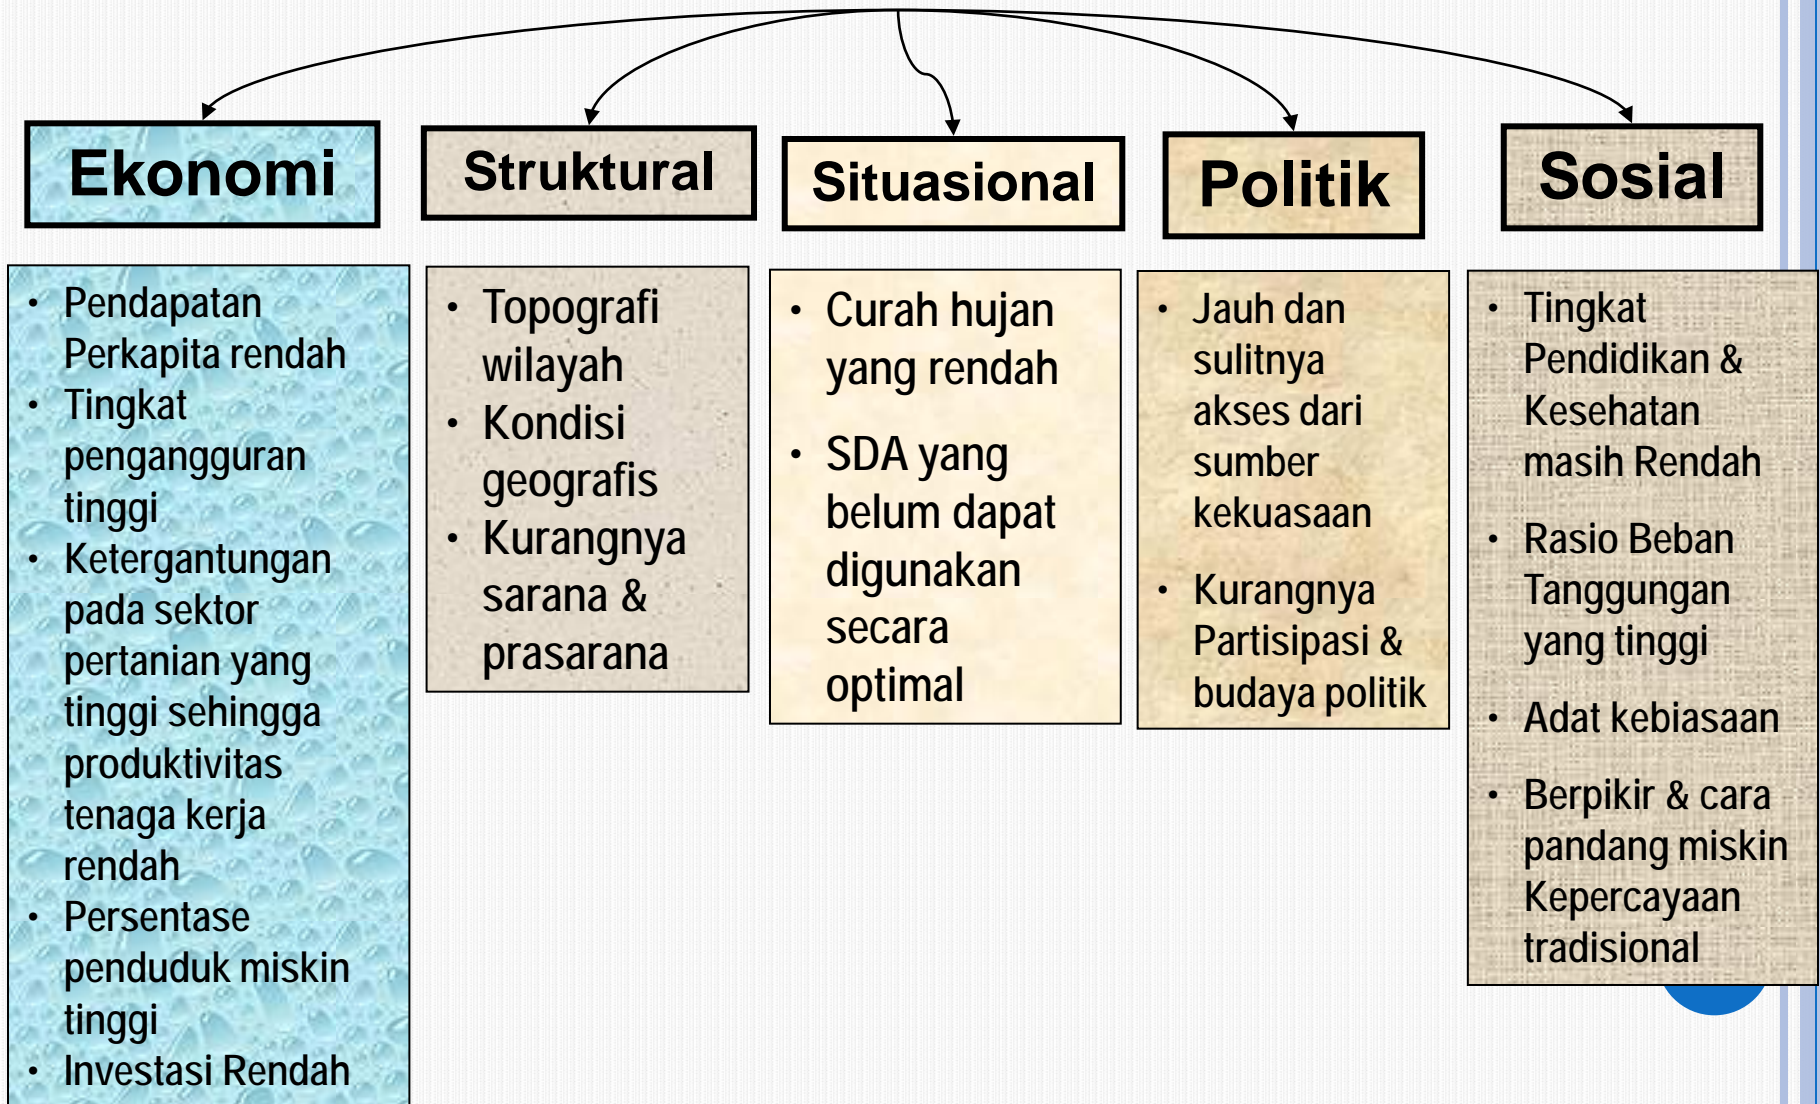 Ekonomi
Struktural
Situasional
Politik
Sosial
• Pendapatan
Perkapita rendah
• Tingkat
pengangguran
tinggi
• Ketergantungan
pada sektor
pertanian yang
tinggi sehingga
produktivitas
tenaga kerja
rendah
• Persentase
penduduk miskin
tinggi
• Investasi Rendah
• Topografi
wilayah
• Kondisi
geografis
• Kurangnya
sarana &
prasarana
• Curah hujan
yang rendah
• SDA yang
belum dapat
digunakan
secara
optimal
• Jauh dan
sulitnya
akses dari
sumber
kekuasaan
• Kurangnya
Partisipasi &
budaya politik
• Tingkat
Pendidikan &
Kesehatan
masih Rendah
• Rasio Beban
Tanggungan
yang tinggi
• Adat kebiasaan
• Berpikir & cara
pandang miskin
Kepercayaan
tradisional